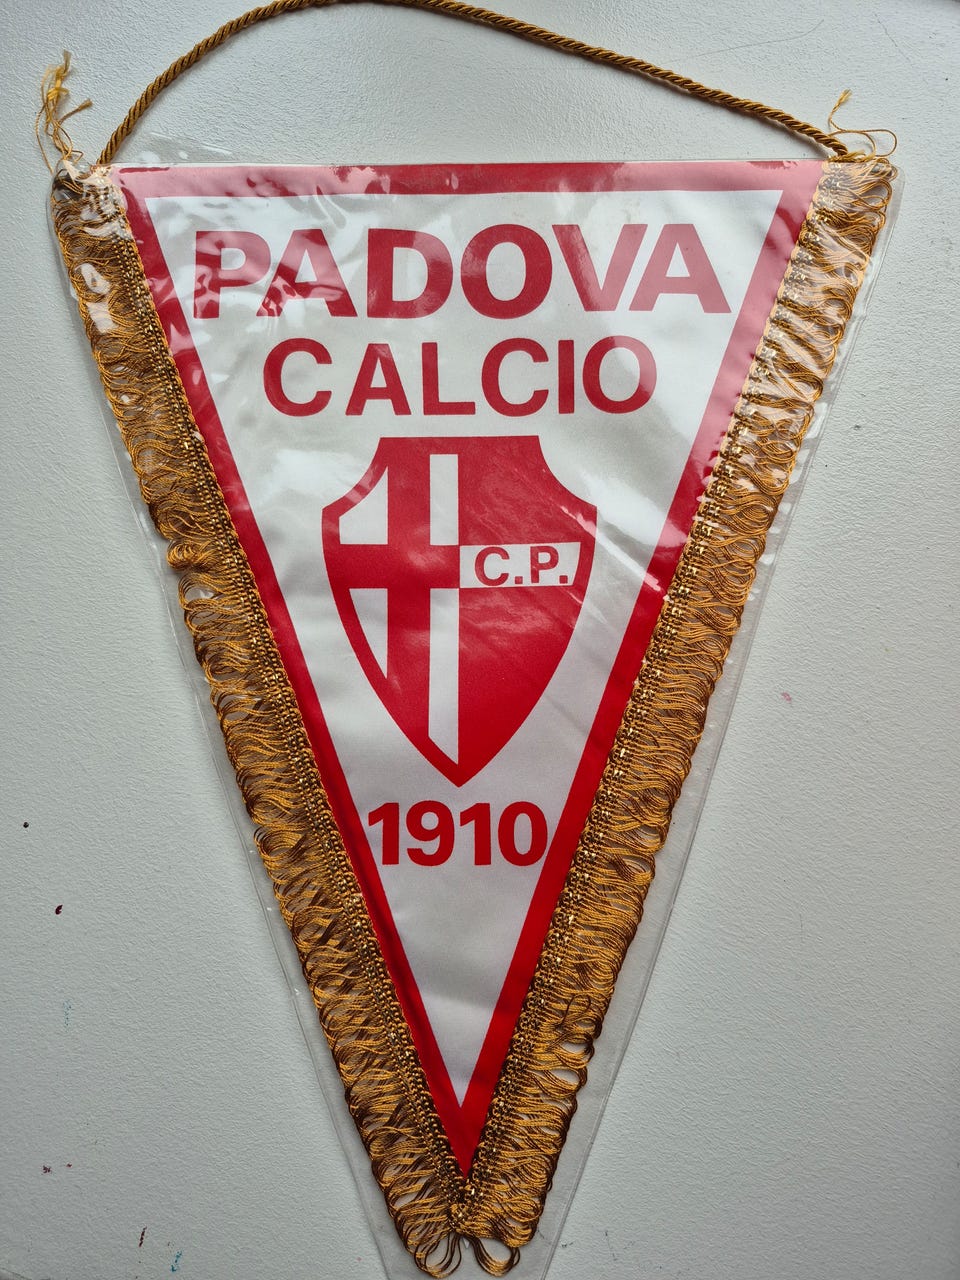 PADOVA
CALCIO
C.P.
1910